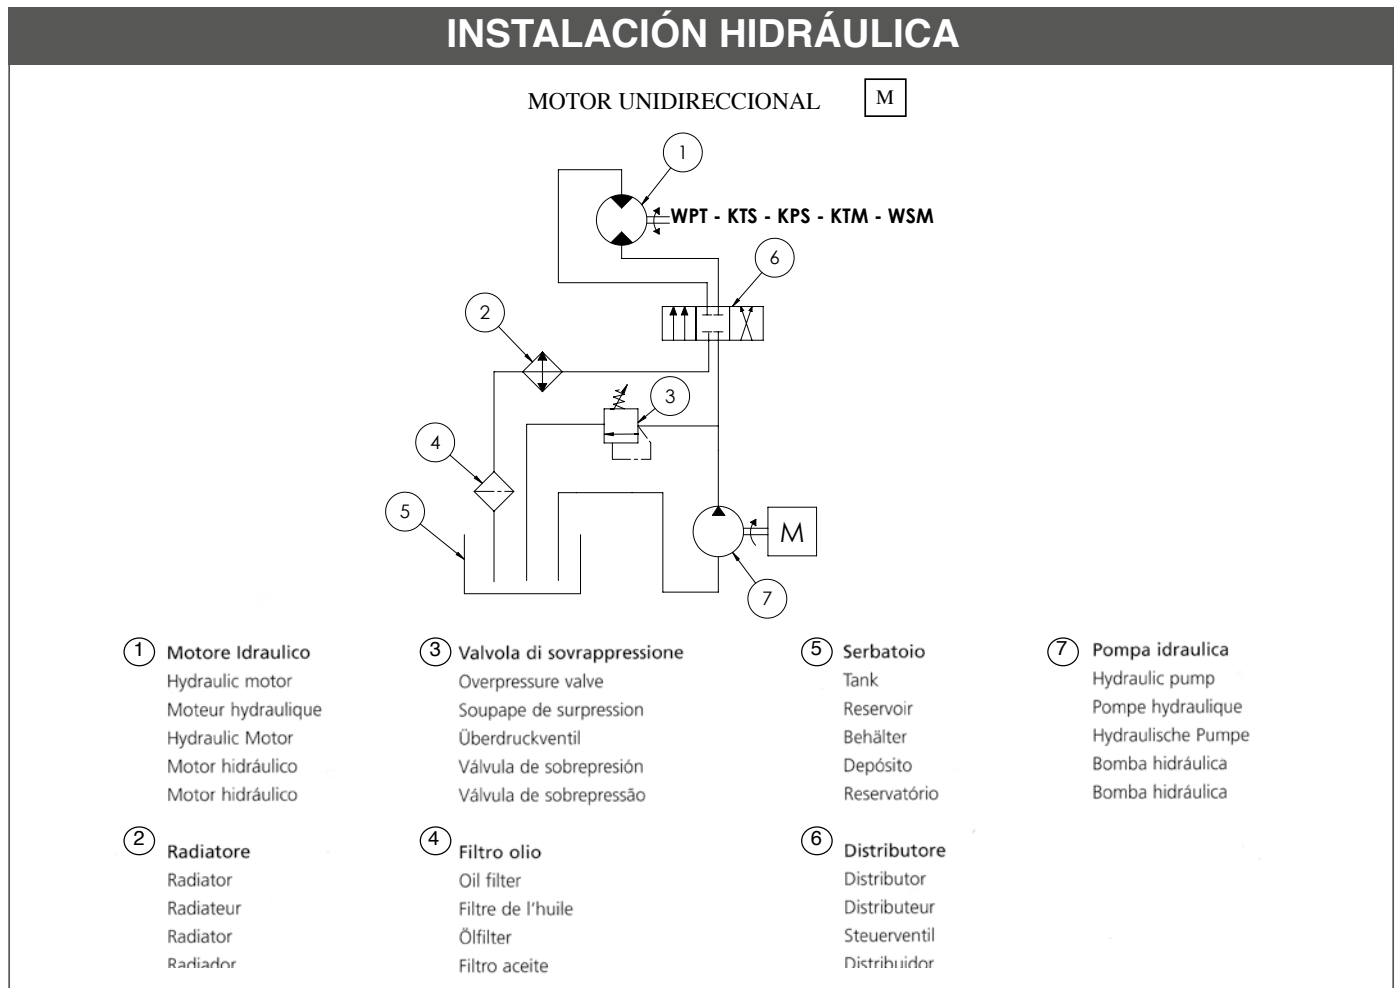 INSTALACIÓN HIDRÁULICA
MOTOR UNIDIRECCIONAL M
1
WPT - KTS - KPS - KTM - WSM
6
2
3
4
5
M
7
1 Motore Idraulico
Hydraulic motor
Moteur hydraulique
Hydraulic Motor
Motor hidráulico
Motor hidráulico
3 Valvola di sovrappressione
Overpressure valve
Soupape de surpression
Überdruckventil
Válvula de sobrepresión
Válvula de sobrepressão
5 Serbatoio
Tank
Reservoir
Behälter
Depósito
Reservatório
7 Pompa idraulica
Hydraulic pump
Pompe hydraulique
Hydraulische Pumpe
Bomba hidráulica
Bomba hidráulica
2 Radiatore
Radiator
Radiateur
Radiator
Radiador
4 Filtro olio
Oil filter
Filtre de l'huile
Ölfilter
Filtro aceite
6 Distributore
Distributor
Distributeur
Steuerventil
Distribuidor